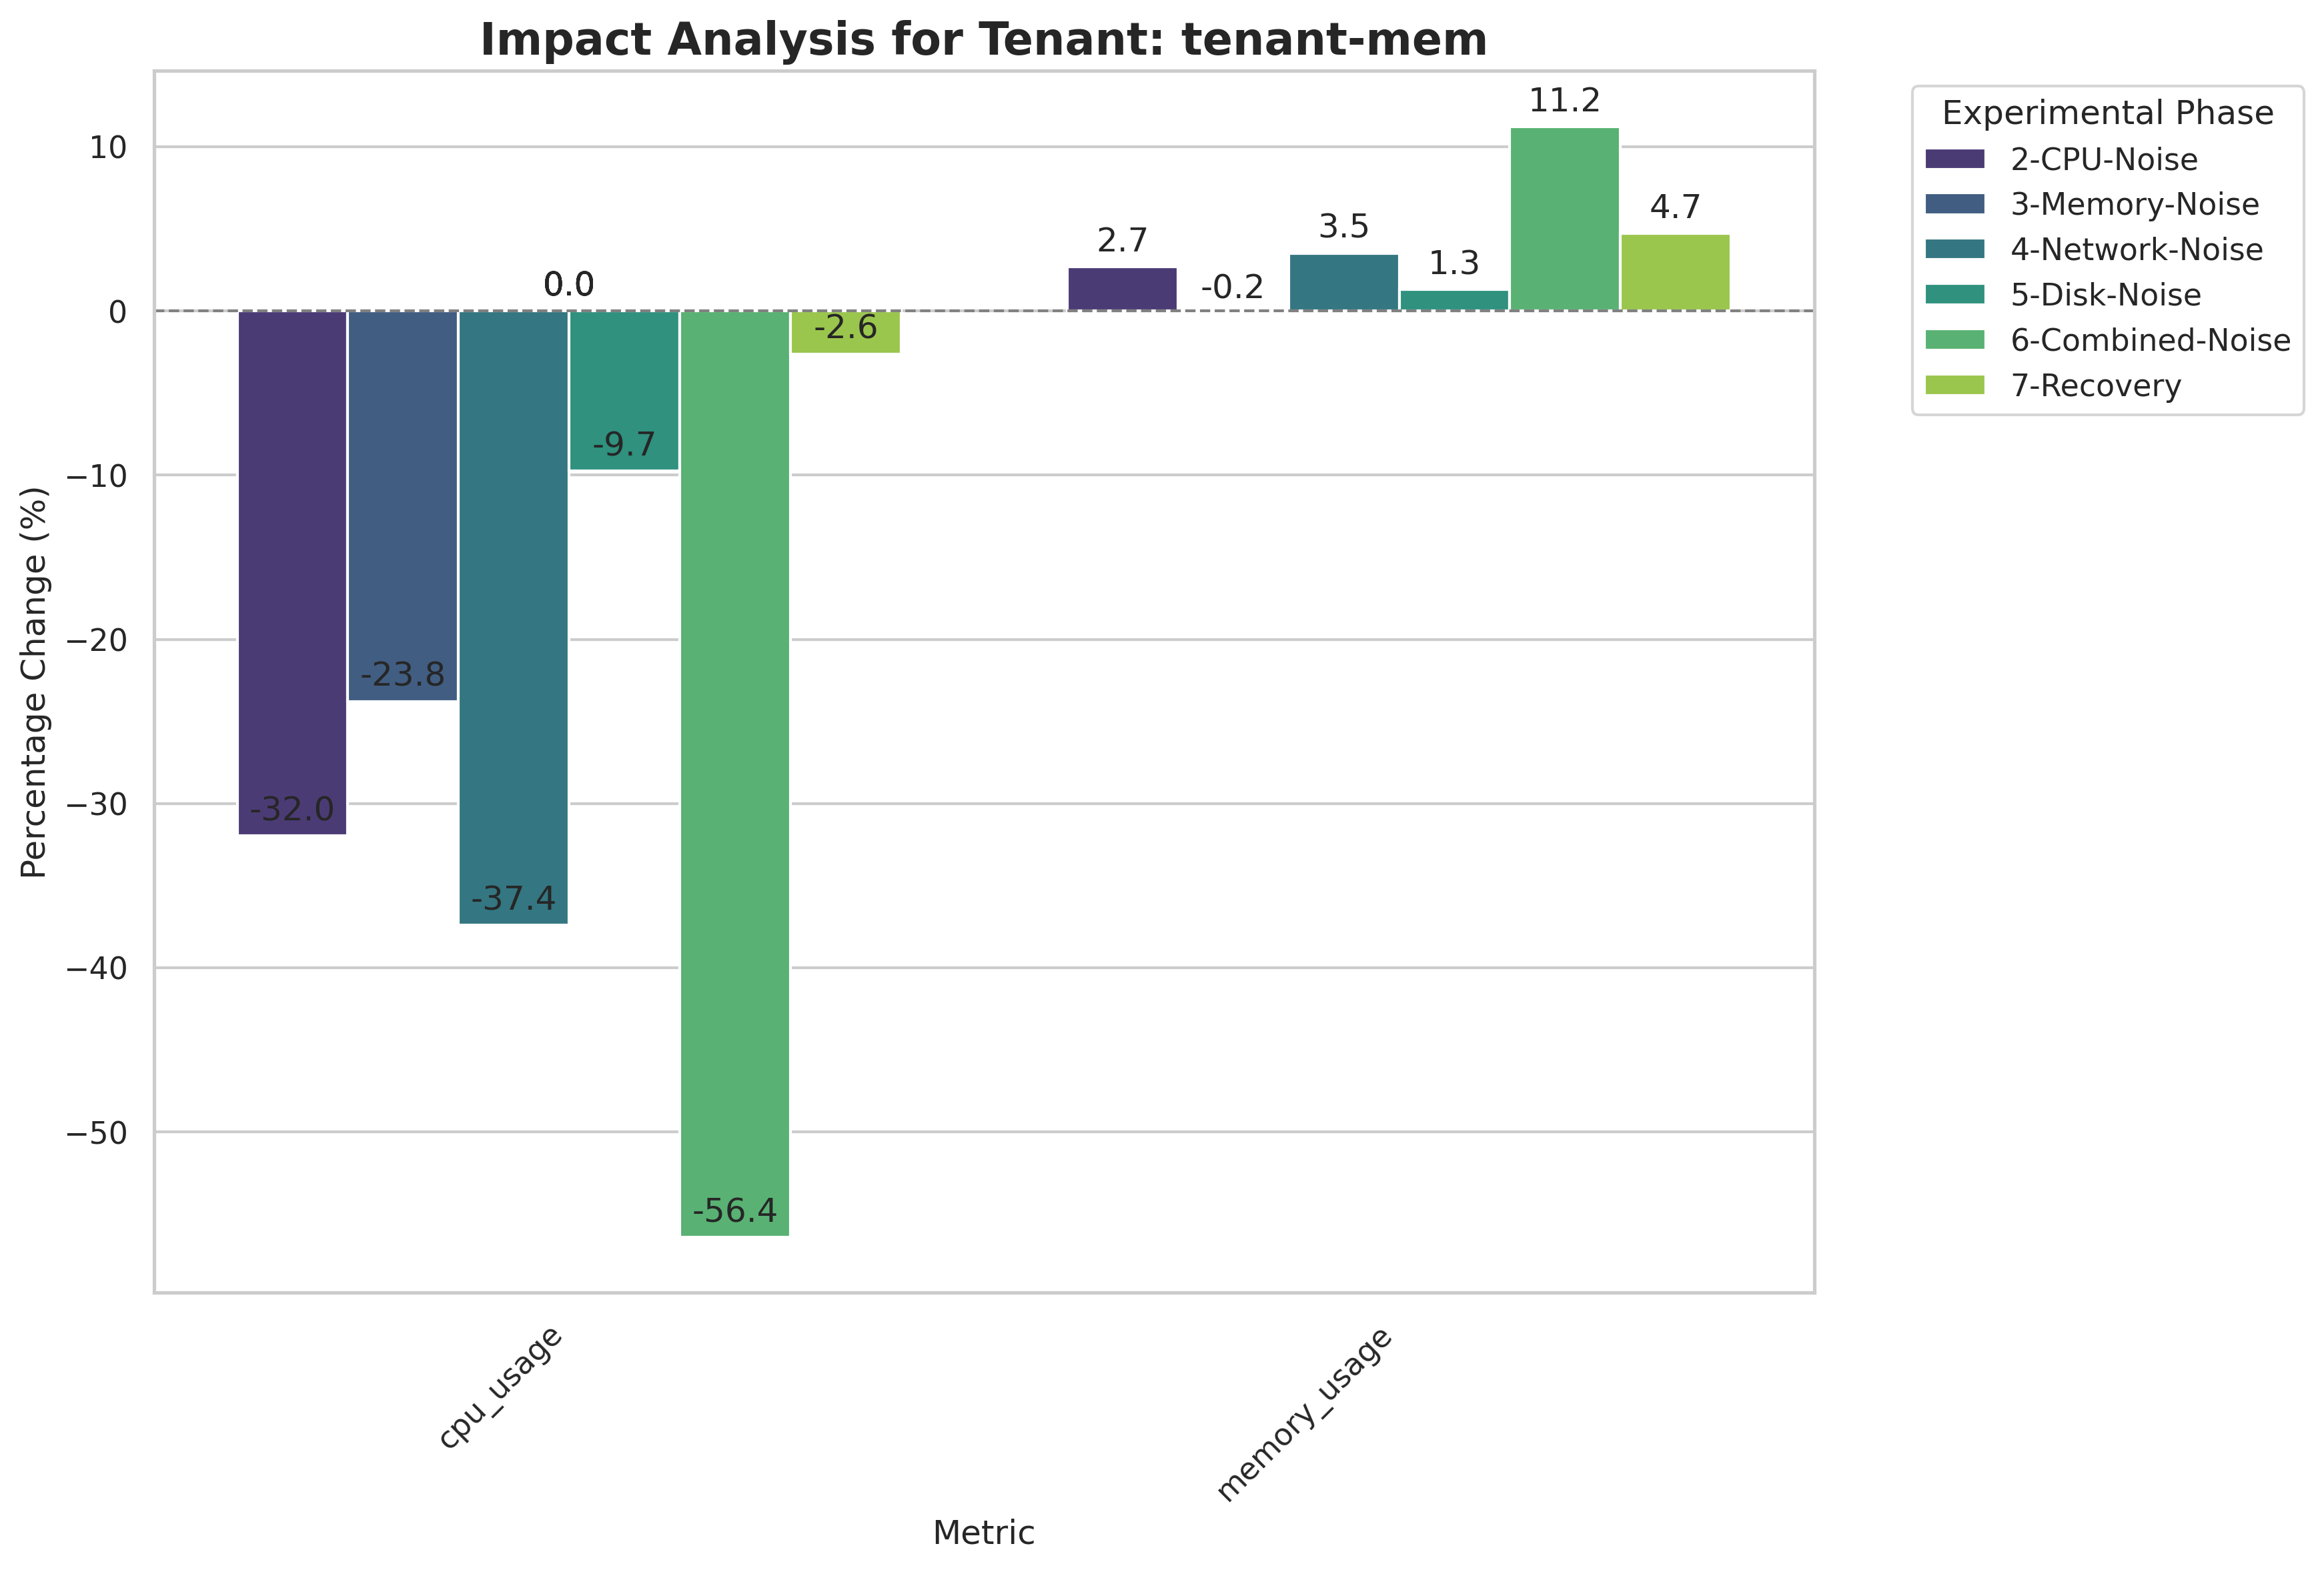 Impact Analysis for Tenant: tenant-mem
Percentage Change (%)
10
0
−10
−20
−30
−40
−50
0.0
-32.0
-23.8
-37.4
-9.7
-56.4
-2.6
2.7
-0.2
3.5
1.3
11.2
4.7
cpu_usage
memory_usage
Metric
Experimental Phase
2-CPU-Noise
3-Memory-Noise
4-Network-Noise
5-Disk-Noise
6-Combined-Noise
7-Recovery